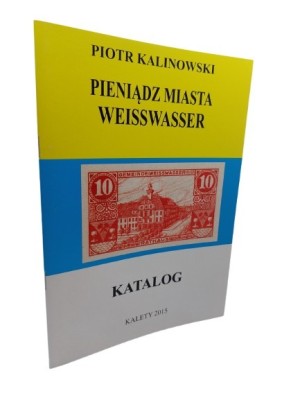 PIOTR KALINOWSKI
PIENIĄDZ MIASTA
WEISSWASSER
10
10
KATALOG
KALETY 2015